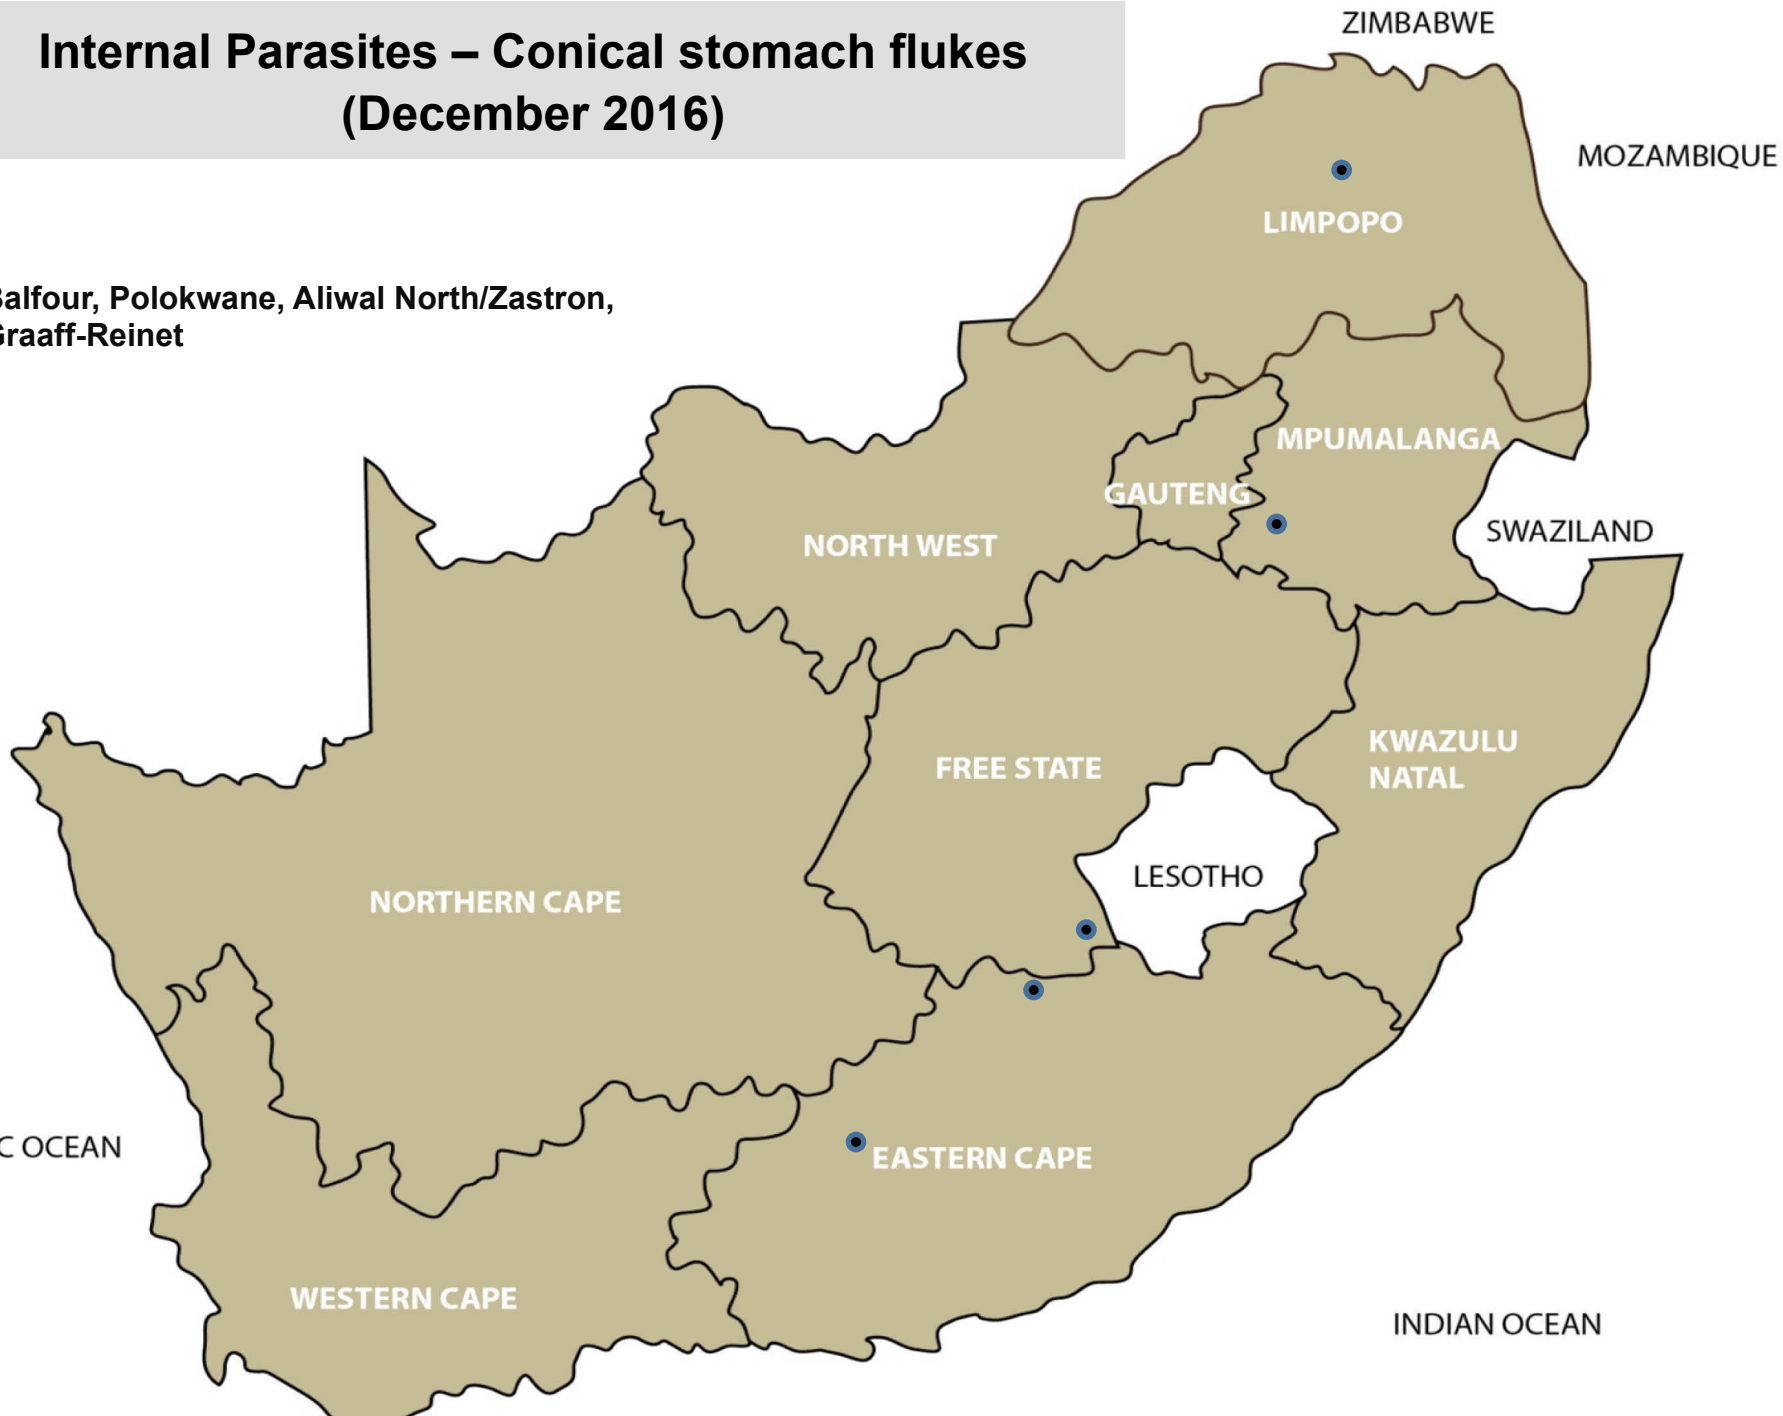 Internal Parasites – Conical stomach flukes
(December 2016)
ZIMBABWE
MOZAMBIQUE
LIMPOPO
Balfour, Polokwane, Aliwal North/Zastron,
Graaff-Reinet
MPUMALANGA
GAUTENG
SWAZILAND
NORTH WEST
KWAZULU
NATAL
FREE STATE
LESOTHO
NORTHERN CAPE
C OCEAN
EASTERN CAPE
WESTERN CAPE
INDIAN OCEAN